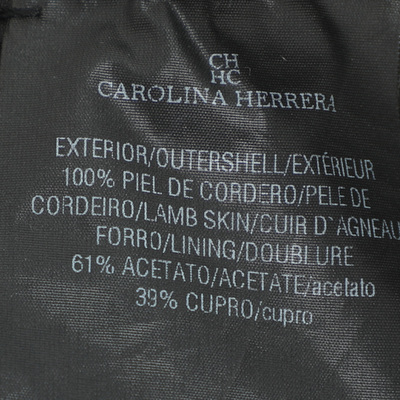 CH
HC
CAROLINA HERRERA
EXTERIOR/OUTERSHELL/EXTÉRIEUR
100% PIEL DE CORDERO/PELE DE
CORDEIRO/LAMB SKIN/CUIR D`AGNEAU
FORRO/LINING/DOUBLURE
61% ACETATO/ACETATE/acetato
39% CUPRO/cupro